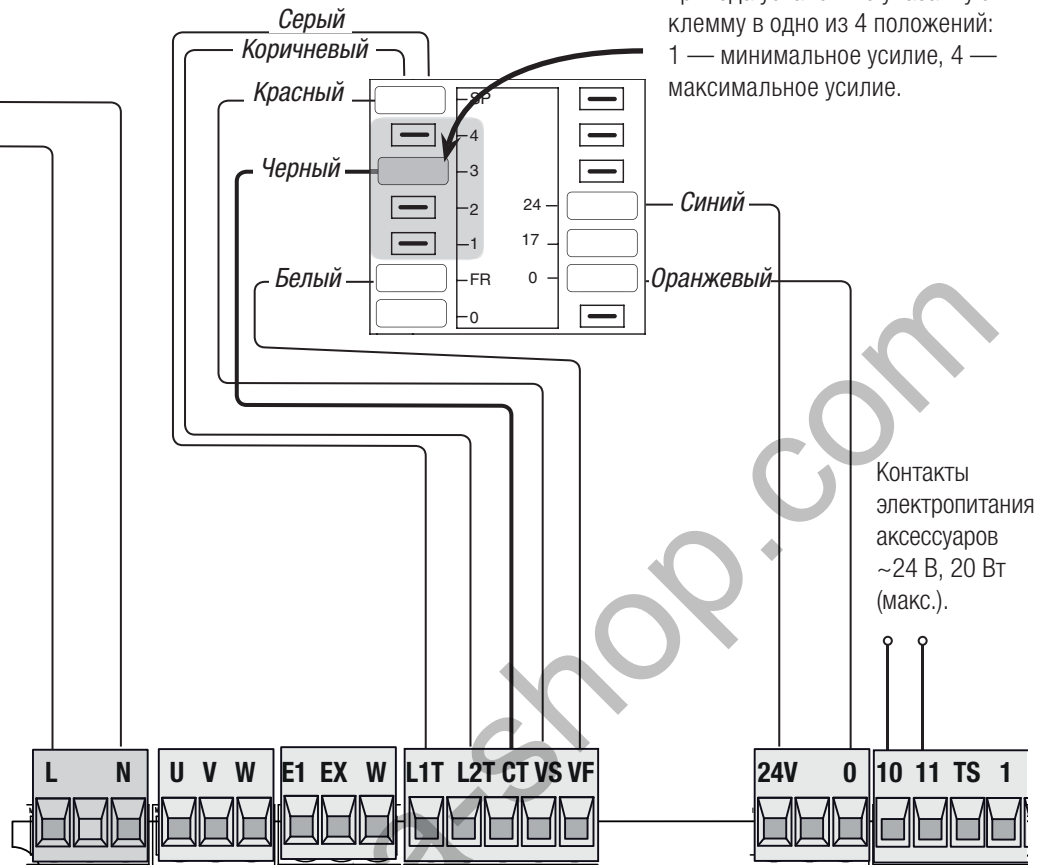 клемму в одно из 4 положений:
1 — минимальное усилие, 4 —
максимальное усилие.
Серый
Коричневый
Красный
SP
4
Черный
3
2
24
Синий
17
1
Белый
FR
0
Оранжевый
0
Контакты
электропитания
аксессуаров
~24 В, 20 Вт
(макс.).
L N U V W E1 EX W L1T L2T CT VS VF 24V 0 10 11 TS 1
a-shop.com